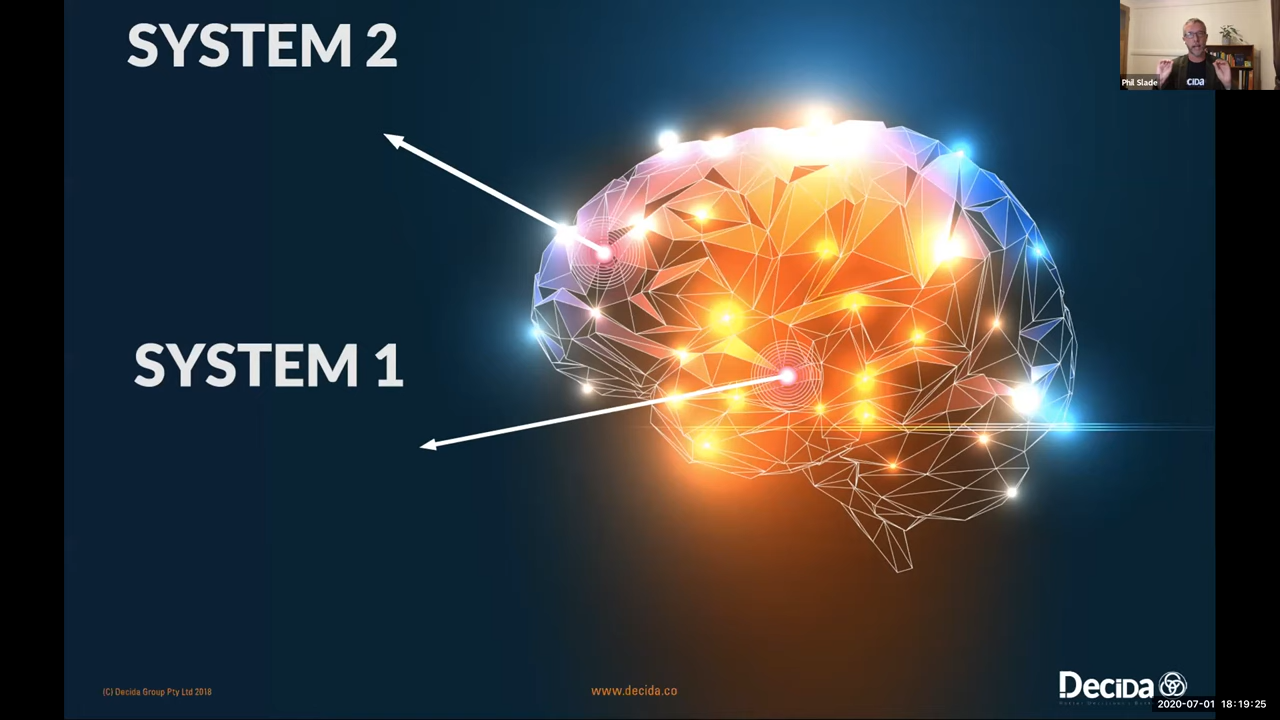 SYSTEM 2
Phil Slade
CIDA
SYSTEM 1
(C) Decida Group Pty Ltd 2018
www.decida.co
Decida
2020-07-01 18:19:25